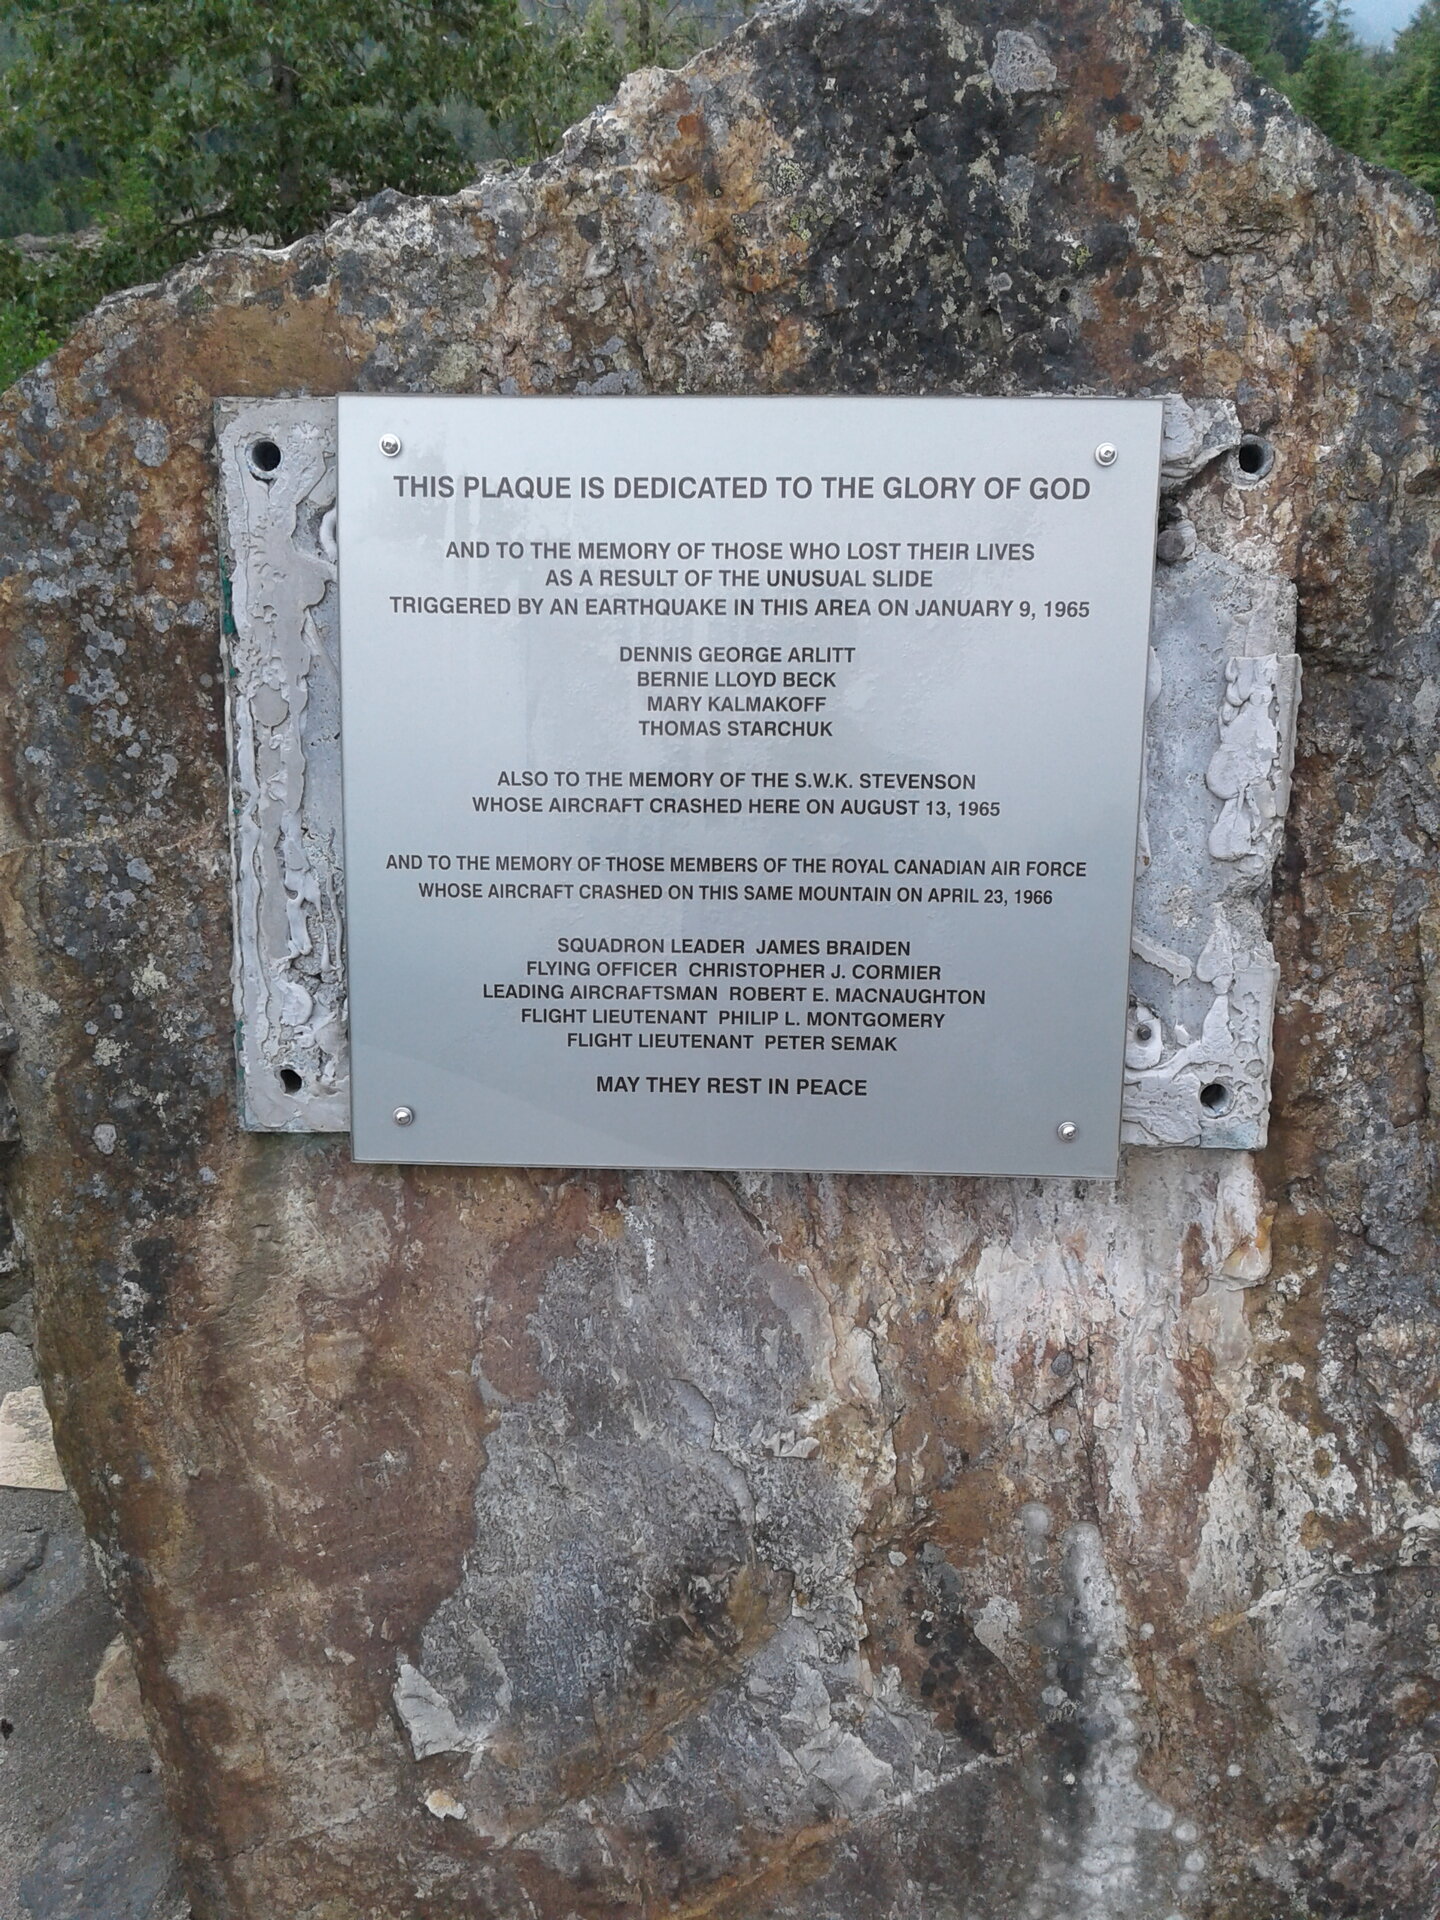 THIS PLAQUE IS DEDICATED TO THE GLORY OF GOD
AND TO THE MEMORY OF THOSE WHO LOST THEIR LIVES
AS A RESULT OF THE UNUSUAL SLIDE
TRIGGERED BY AN EARTHQUAKE IN THIS AREA ON JANUARY 9, 1965
DENNIS GEORGE ARLITT
BERNIE LLOYD BECK
MARY KALMAKOFF
THOMAS STARCHUK
ALSO TO THE MEMORY OF THE S.W.K. STEVENSON
WHOSE AIRCRAFT CRASHED HERE ON AUGUST 13, 1965
AND TO THE MEMORY OF THOSE MEMBERS OF THE ROYAL CANADIAN AIR FORCE
WHOSE AIRCRAFT CRASHED ON THIS SAME MOUNTAIN ON APRIL 23, 1966
SQUADRON LEADER JAMES BRAIDEN
FLYING OFFICER CHRISTOPHER J. CORMIER
LEADING AIRCRAFTSMAN ROBERT E. MACNAUGHTON
FLIGHT LIEUTENANT PHILIP L. MONTGOMERY
FLIGHT LIEUTENANT PETER SEMAK
MAY THEY REST IN PEACE